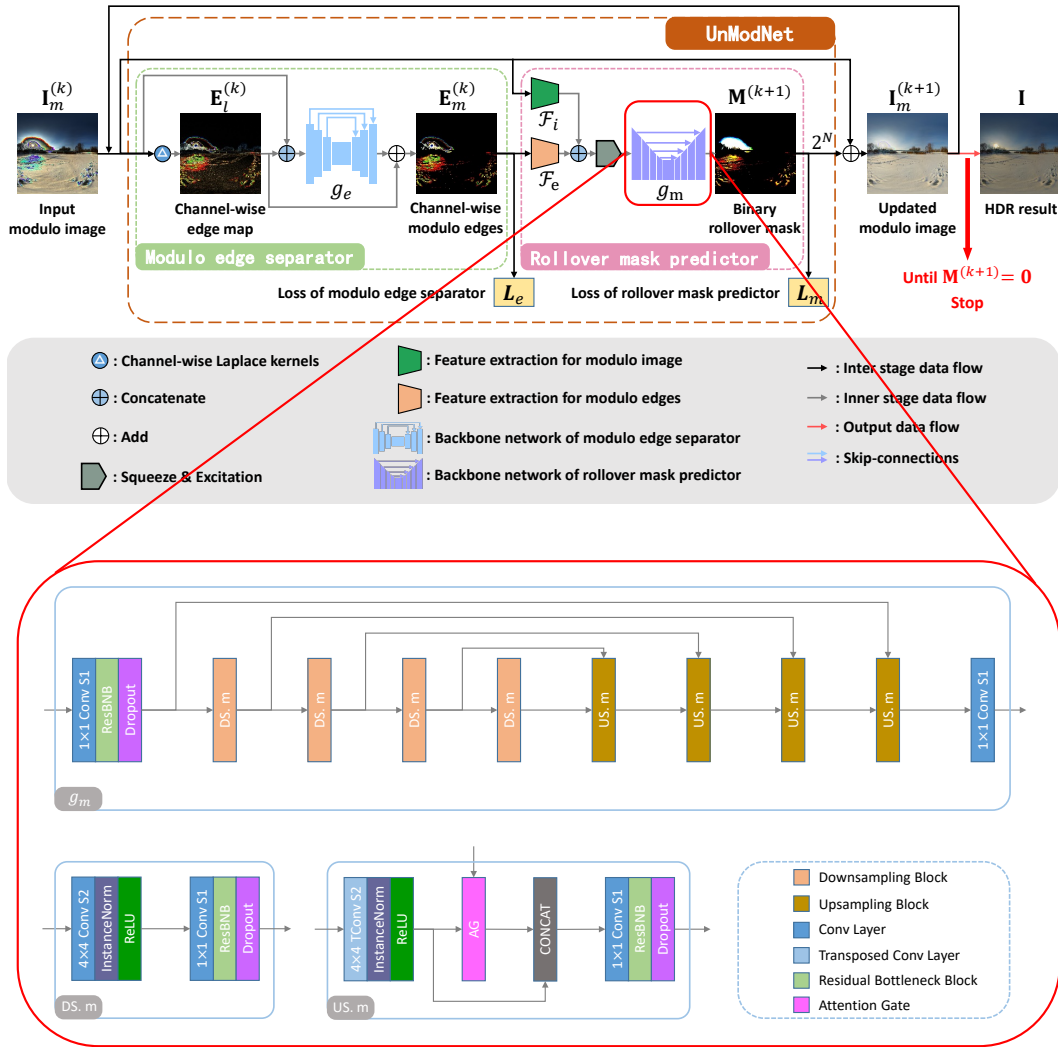 UnModNet
I_m^(k)
E_l^(k)
E_m^(k)
M^(k+1)
I_m^(k+1)
I
F_i
F_e
g_e
g_m
2^N
Input
modulo image
Channel-wise
edge map
Channel-wise
modulo edges
Binary
rollover mask
Updated
modulo image
HDR result
Modulo edge separator
Rollover mask predictor
Loss of modulo edge separator
L_e
Loss of rollover mask predictor
L_m
Until M^(k+1) = 0
Stop
: Channel-wise Laplace kernels
: Concatenate
: Add
: Squeeze & Excitation
: Feature extraction for modulo image
: Feature extraction for modulo edges
: Backbone network of modulo edge separator
: Backbone network of rollover mask predictor
: Inter stage data flow
: Inner stage data flow
: Output data flow
: Skip-connections
1×1 Conv S1
ResBNB
Dropout
DS. m
DS. m
DS. m
DS. m
US. m
US. m
US. m
US. m
1×1 Conv S1
g_m
4×4 Conv S2
InstanceNorm
ReLU
1×1 Conv S1
ResBNB
Dropout
DS. m
4×4 TConv S2
InstanceNorm
ReLU
AG
CONCAT
1×1 Conv S1
ResBNB
Dropout
US. m
Downsampling Block
Upsampling Block
Conv Layer
Transposed Conv Layer
Residual Bottleneck Block
Attention Gate